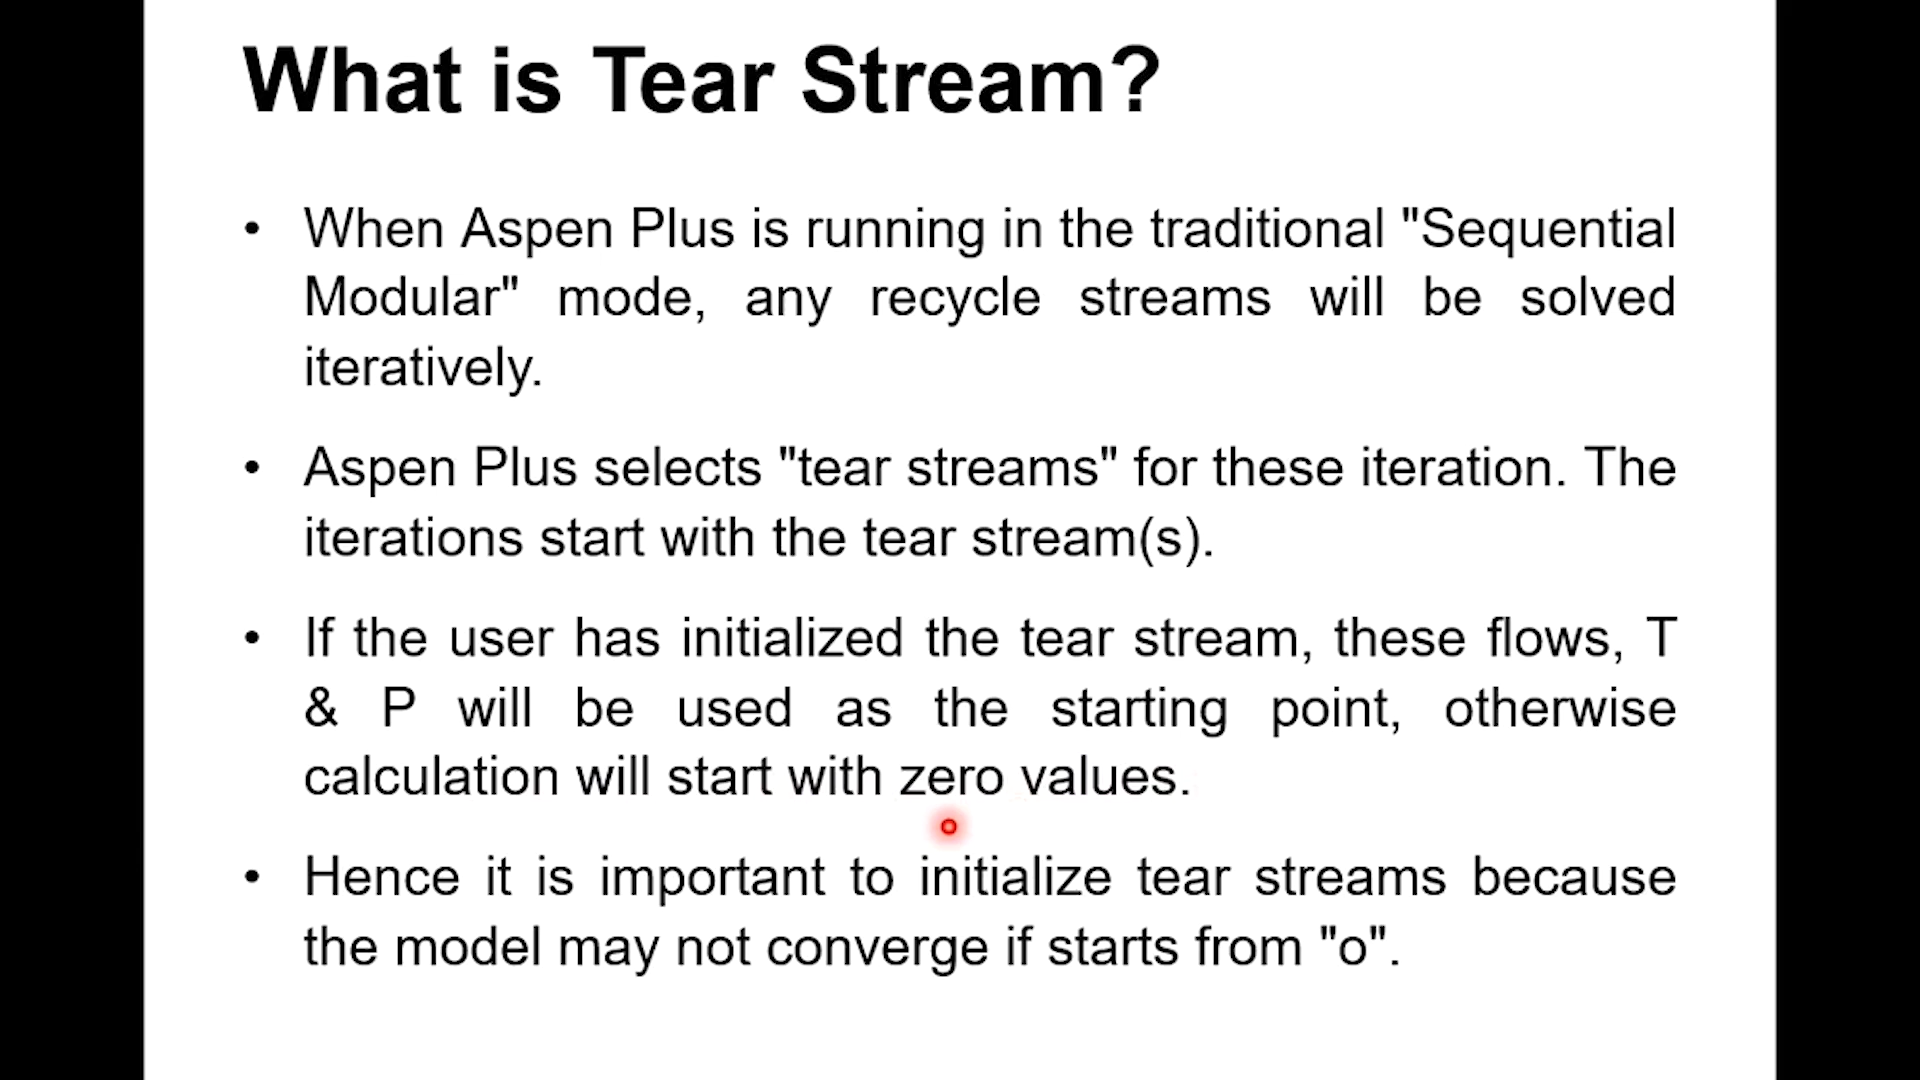 What is Tear Stream?
• When Aspen Plus is running in the traditional "Sequential
Modular" mode, any recycle streams will be solved
iteratively.
• Aspen Plus selects "tear streams" for these iteration. The
iterations start with the tear stream(s).
• If the user has initialized the tear stream, these flows, T
& P will be used as the starting point, otherwise
calculation will start with zero values.
• Hence it is important to initialize tear streams because
the model may not converge if starts from "o".